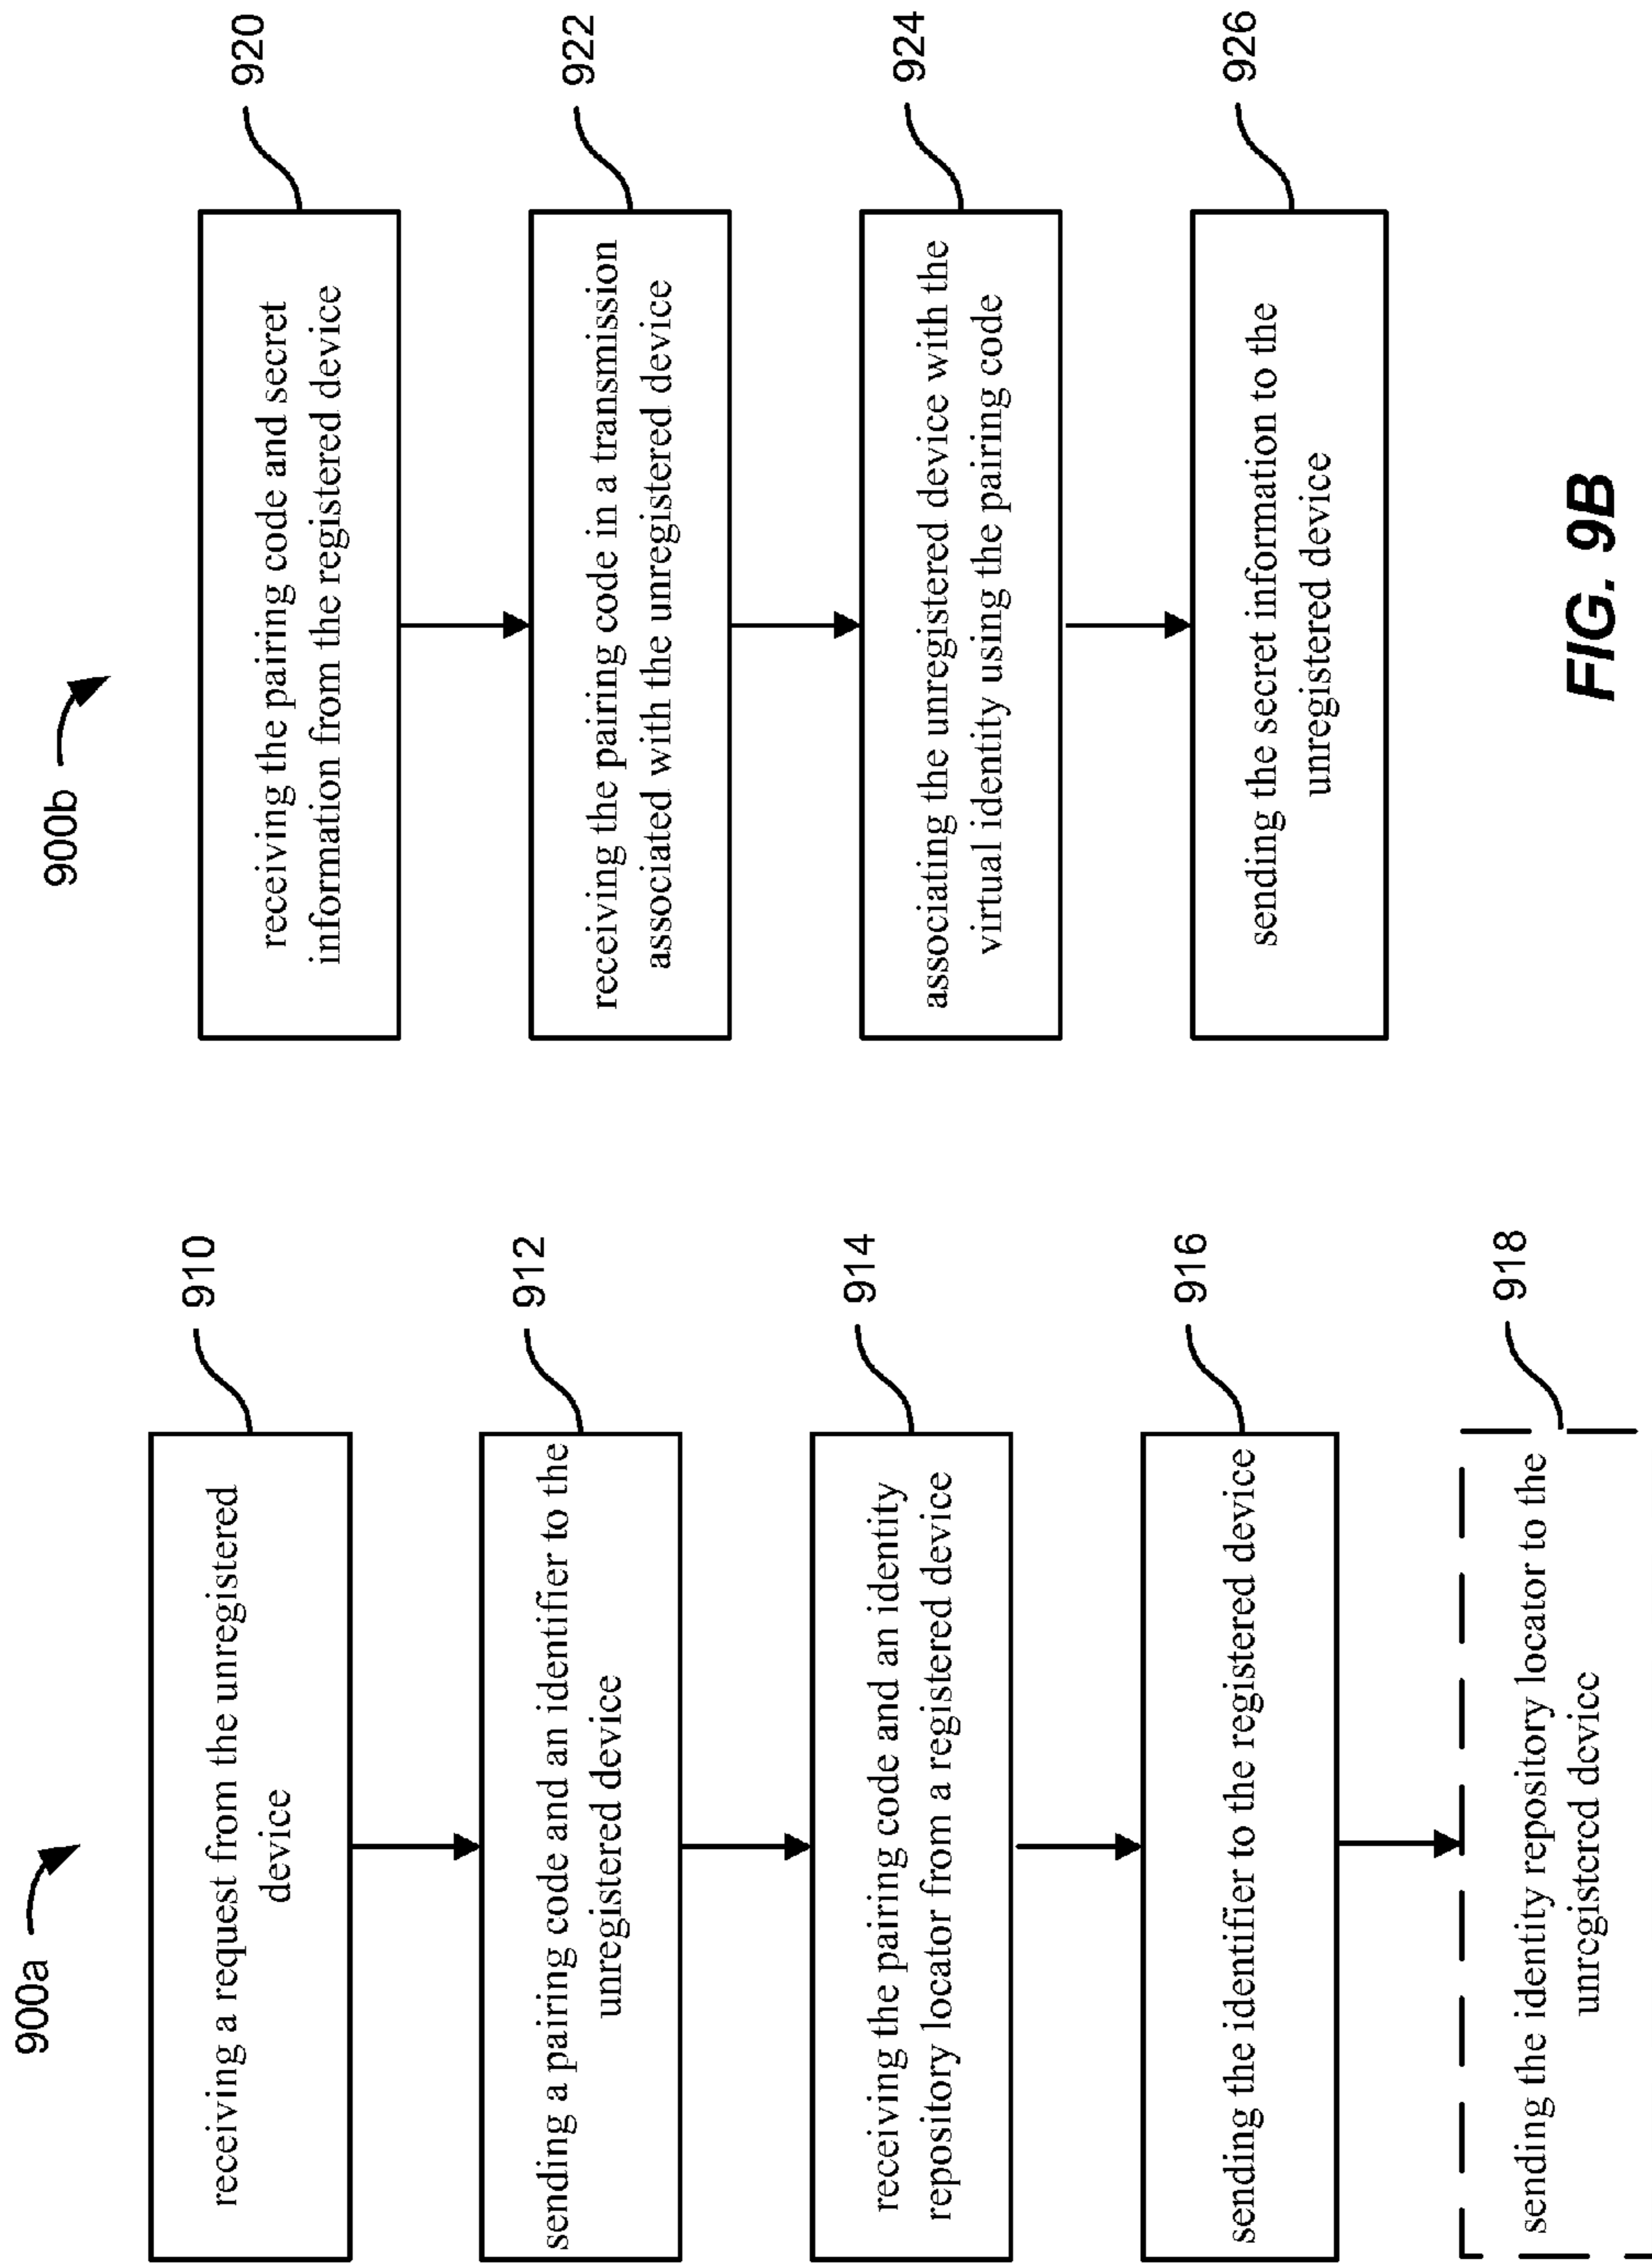 900a
receiving a request from the unregistered
device
910
sending a pairing code and an identifier to the
unregistered device
912
receiving the pairing code and an identity
repository locator from a registered device
914
sending the identifier to the registered device
916
sending the identity repository locator to the
unregistered device
918
900b
receiving the pairing code and secret
information from the registered device
920
receiving the pairing code in a transmission
associated with the unregistered device
922
associating the unregistered device with the
virtual identity using the pairing code
924
sending the secret information to the
unregistered device
926
FIG. 9B